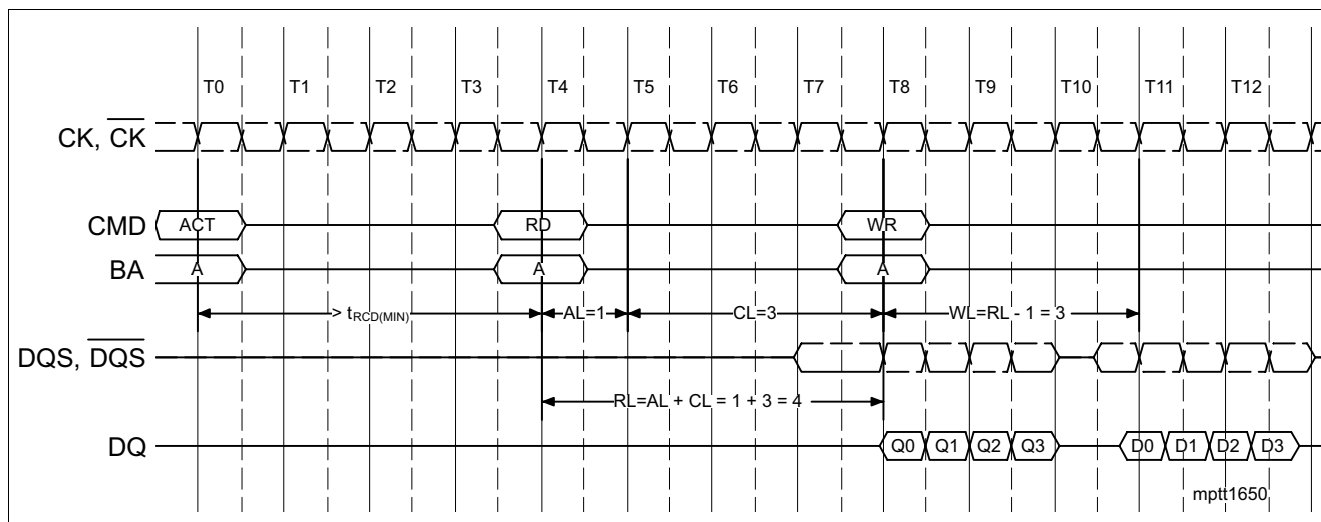 T0 T1 T2 T3 T4 T5 T6 T7 T8 T9 T10 T11 T12
CK, C̅K̅
CMD ACT RD WR
BA A A A
> tRCD(MIN) AL=1 CL=3 WL=RL - 1 = 3
DQS, D̅Q̅S̅
RL=AL + CL = 1 + 3 = 4
DQ Q0 Q1 Q2 Q3 D0 D1 D2 D3
mptt1650